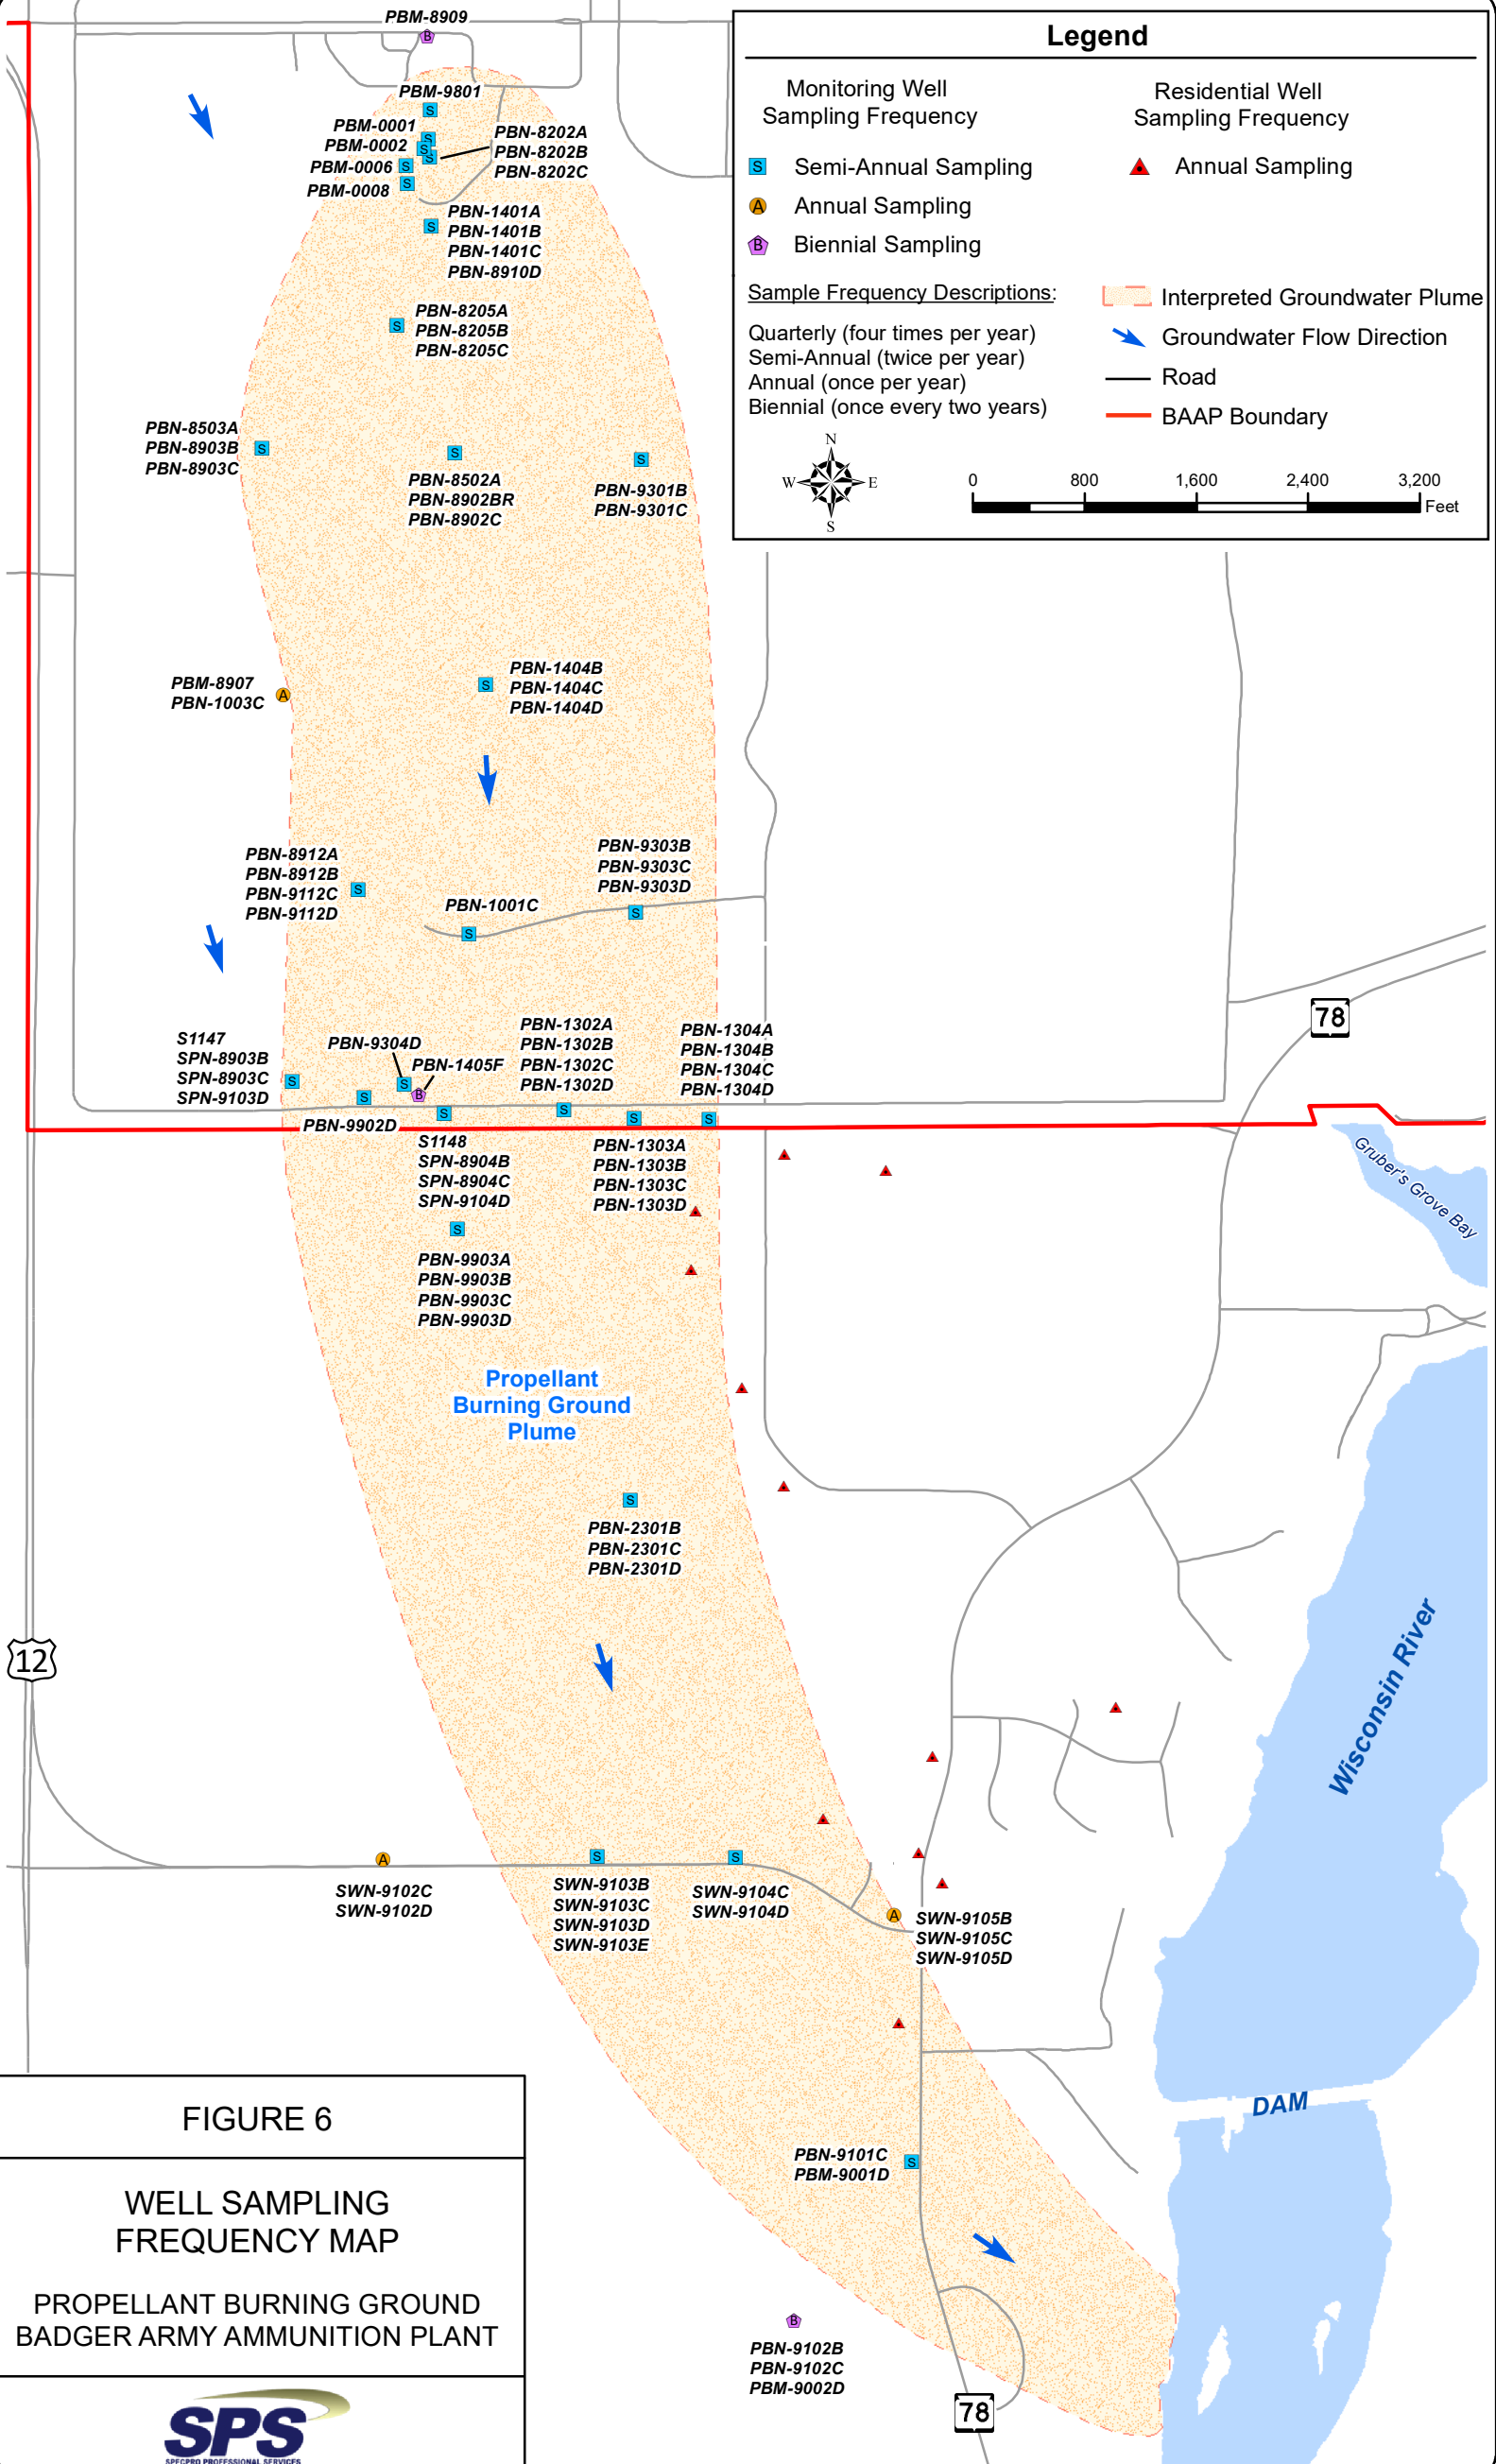 PBM-8909
B
PBM-9801
S
PBM-0001
S
PBM-0002
S
S
PBM-0006
S
PBM-0008
S
PBN-8202A
PBN-8202B
PBN-8202C
S
PBN-1401A
PBN-1401B
PBN-1401C
PBN-8910D
S
PBN-8205A
PBN-8205B
PBN-8205C
PBN-8503A
PBN-8903B
PBN-8903C
S
S
PBN-8502A
PBN-8902BR
PBN-8902C
S
PBN-9301B
PBN-9301C
Legend
Monitoring Well
Sampling Frequency
S Semi-Annual Sampling
A Annual Sampling
B Biennial Sampling
Residential Well
Sampling Frequency
Annual Sampling
Sample Frequency Descriptions:
Quarterly (four times per year)
Semi-Annual (twice per year)
Annual (once per year)
Biennial (once every two years)
Interpreted Groundwater Plume
Groundwater Flow Direction
Road
BAAP Boundary
N
W E
S
0 800 1,600 2,400 3,200
Feet
PBM-8907
PBN-1003C
A
S
PBN-1404B
PBN-1404C
PBN-1404D
PBN-8912A
PBN-8912B
PBN-9112C
PBN-9112D
S
PBN-1001C
S
PBN-9303B
PBN-9303C
PBN-9303D
S
78
S1147
SPN-8903B
SPN-8903C
SPN-9103D
S
PBN-9304D
S
PBN-1405F
B
S
PBN-9902D
PBN-1302A
PBN-1302B
PBN-1302C
PBN-1302D
S
PBN-1304A
PBN-1304B
PBN-1304C
PBN-1304D
S
S
S1148
SPN-8904B
SPN-8904C
SPN-9104D
S
PBN-1303A
PBN-1303B
PBN-1303C
PBN-1303D
Gruber's Grove Bay
S
PBN-9903A
PBN-9903B
PBN-9903C
PBN-9903D
Propellant
Burning Ground
Plume
S
PBN-2301B
PBN-2301C
PBN-2301D
12
Wisconsin River
A
SWN-9102C
SWN-9102D
S
SWN-9103B
SWN-9103C
SWN-9103D
SWN-9103E
S
SWN-9104C
SWN-9104D
A
SWN-9105B
SWN-9105C
SWN-9105D
DAM
PBN-9101C
PBM-9001D
S
B
PBN-9102B
PBN-9102C
PBM-9002D
78
FIGURE 6
WELL SAMPLING
FREQUENCY MAP
PROPELLANT BURNING GROUND
BADGER ARMY AMMUNITION PLANT
SPS
SPECPRO PROFESSIONAL SERVICES